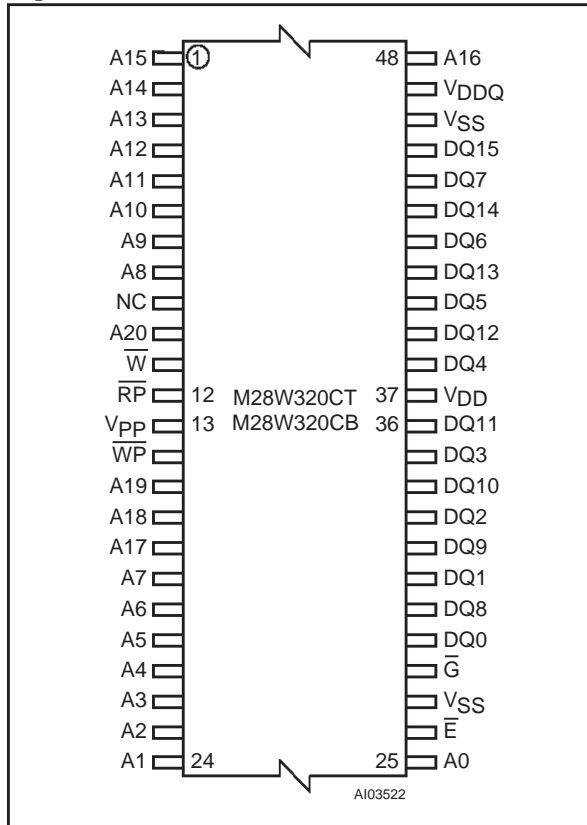 A15 1 48 A16
A14 VDDQ
A13 VSS
A12 DQ15
A11 DQ7
A10 DQ14
A9 DQ6
A8 DQ13
NC DQ5
A20 DQ12
W̅ DQ4
R̅P̅ 12 M28W320CT 37 VDD
VPP 13 M28W320CB 36 DQ11
W̅P̅ DQ3
A19 DQ10
A18 DQ2
A17 DQ9
A7 DQ1
A6 DQ8
A5 DQ0
A4 G̅
A3 VSS
A2 E̅
A1 24 25 A0
AI03522